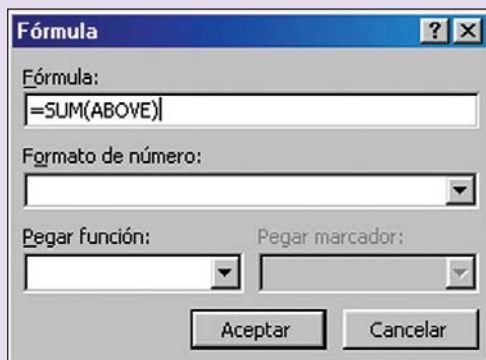 Fórmula
Fórmula:
=SUM(ABOVE)
Formato de número:
Pegar función: Pegar marcador:
Aceptar Cancelar